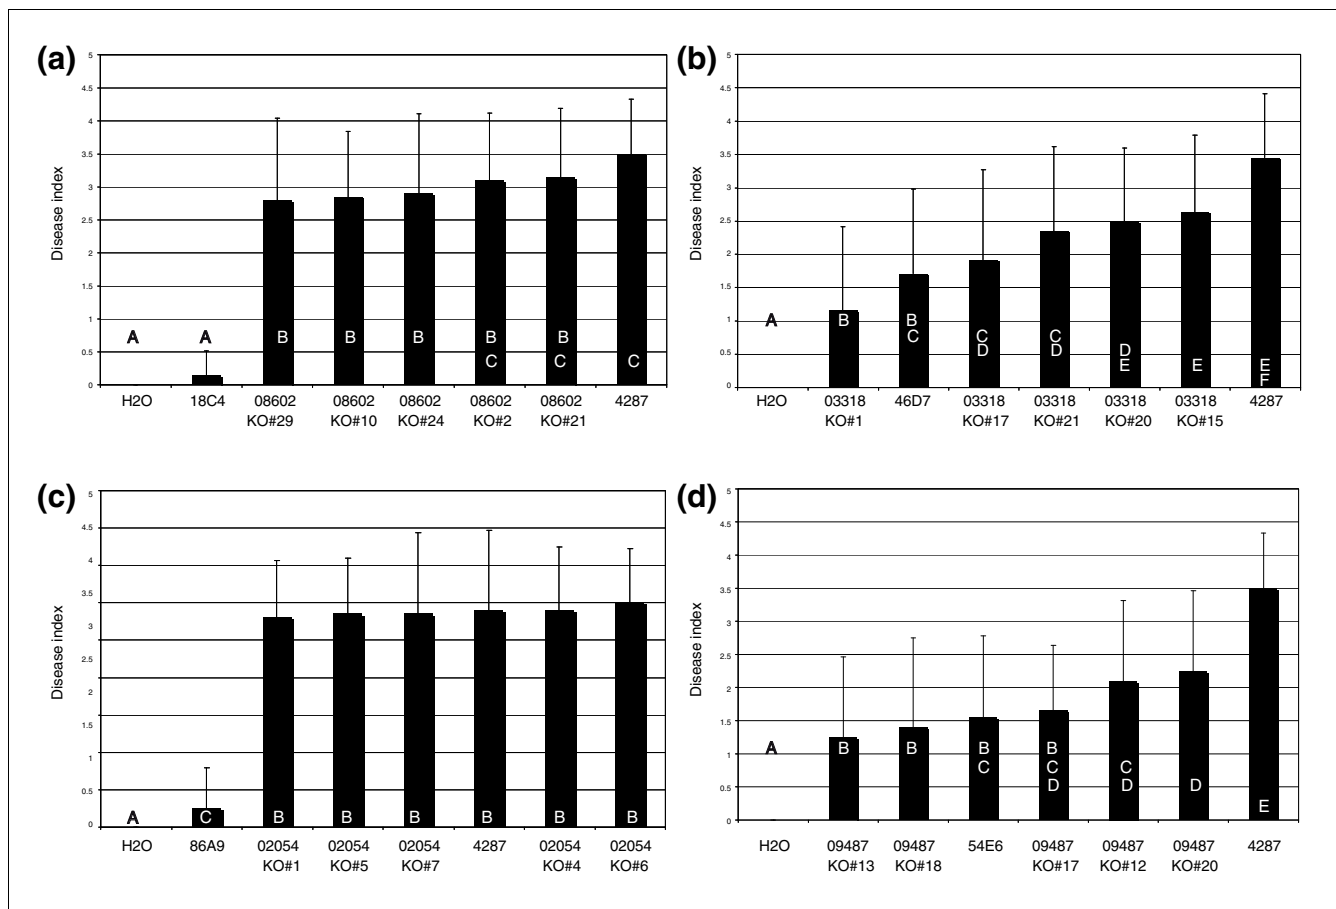 (a)
5
4.5
4
3.5
3
2.5
2
1.5
1
0.5
0
Disease index
A A B B B B B C
C C
H2O 18C4 08602 08602 08602 08602 08602 4287
KO#29 KO#10 KO#24 KO#2 KO#21
(b)
5
4.5
4
3.5
3
2.5
2
1.5
1
0.5
0
Disease index
A B B C C D E E
C D D E F
H2O 03318 46D7 03318 03318 03318 03318 4287
KO#1 KO#17 KO#21 KO#20 KO#15
(c)
5
4.5
4
3.5
3
2.5
2
1.5
1
0.5
0
Disease index
A C B B B B B B
H2O 86A9 02054 02054 02054 4287 02054 02054
KO#1 KO#5 KO#7 KO#4 KO#6
(d)
5
4.5
4
3.5
3
2.5
2
1.5
1
0.5
0
Disease index
A B B B B
C C C
D D D
E
H2O 09487 09487 54E6 09487 09487 09487 4287
KO#13 KO#18 KO#17 KO#12 KO#20